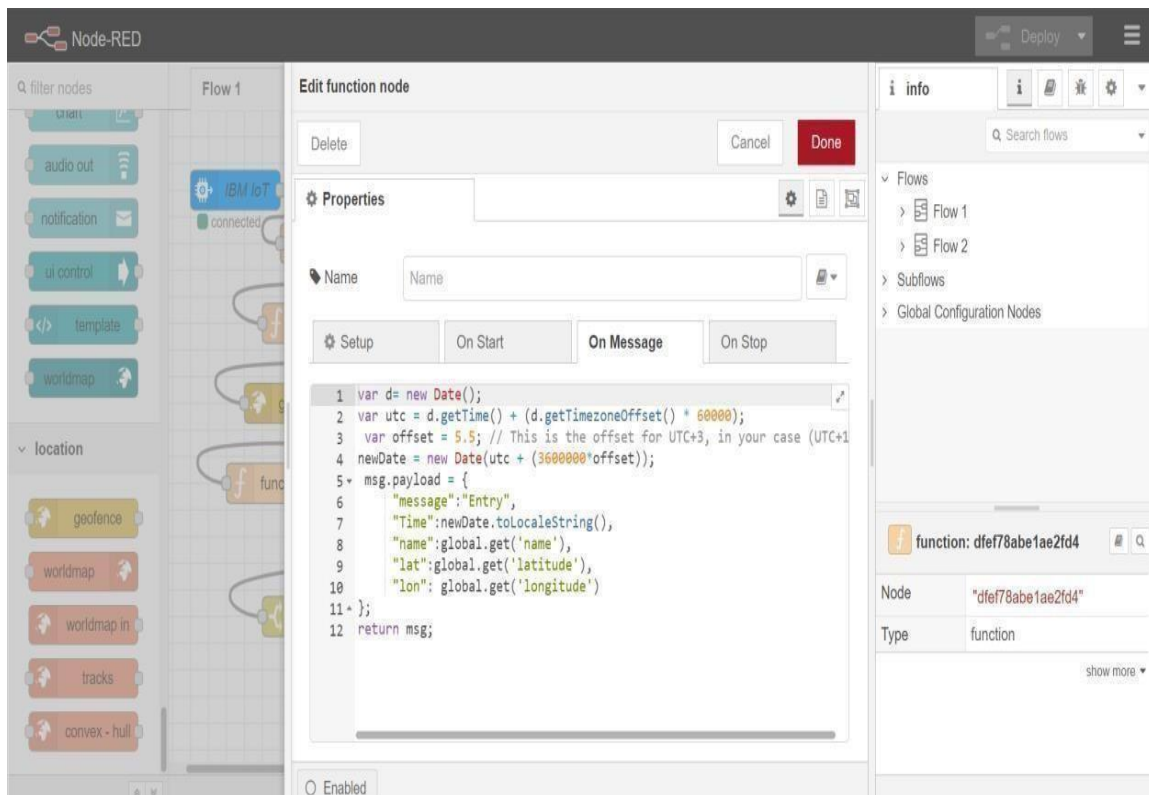 Node-RED
Deploy
filter nodes
chart
audio out
notification
ui control
template
worldmap
location
geofence
worldmap
worldmap in
tracks
convex - hull
Flow 1
IBM IoT
connected
f
g
f func
Edit function node
Delete
Cancel
Done
Properties
Name
Name
Setup
On Start
On Message
On Stop
1 var d= new Date();
2 var utc = d.getTime() + (d.getTimezoneOffset() * 60000);
3 var offset = 5.5; // This is the offset for UTC+3, in your case (UTC+1
4 newDate = new Date(utc + (3600000*offset));
5 msg.payload = {
6 "message":"Entry",
7 "Time":newDate.toLocaleString(),
8 "name":global.get('name'),
9 "lat":global.get('latitude'),
10 "lon": global.get('longitude')
11 };
12 return msg;
Enabled
i info
i
Search flows
Flows
Flow 1
Flow 2
Subflows
Global Configuration Nodes
f function: dfef78abe1ae2fd4
Node "dfef78abe1ae2fd4"
Type function
show more